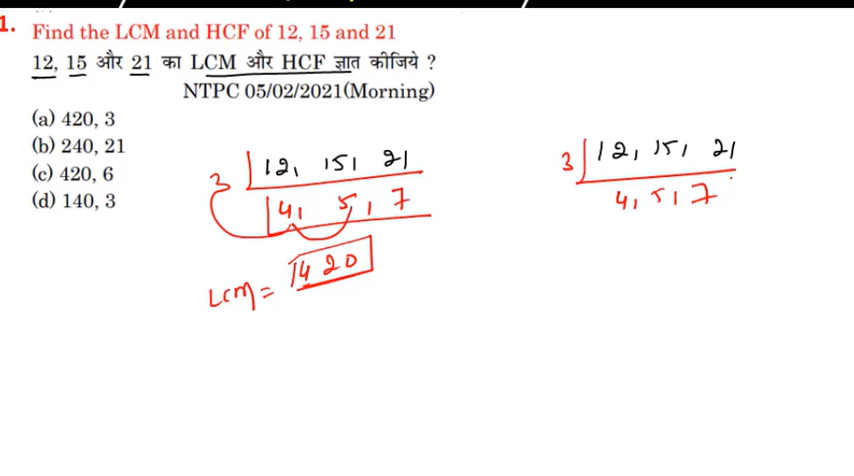 1. Find the LCM and HCF of 12, 15 and 21
12, 15 और 21 का LCM और HCF ज्ञात कीजिये ?
NTPC 05/02/2021(Morning)
(a) 420, 3
(b) 240, 21
(c) 420, 6
(d) 140, 3
3 12, 15, 21
4, 5, 7
LCM = 420
3 12, 15, 21
4, 5, 7